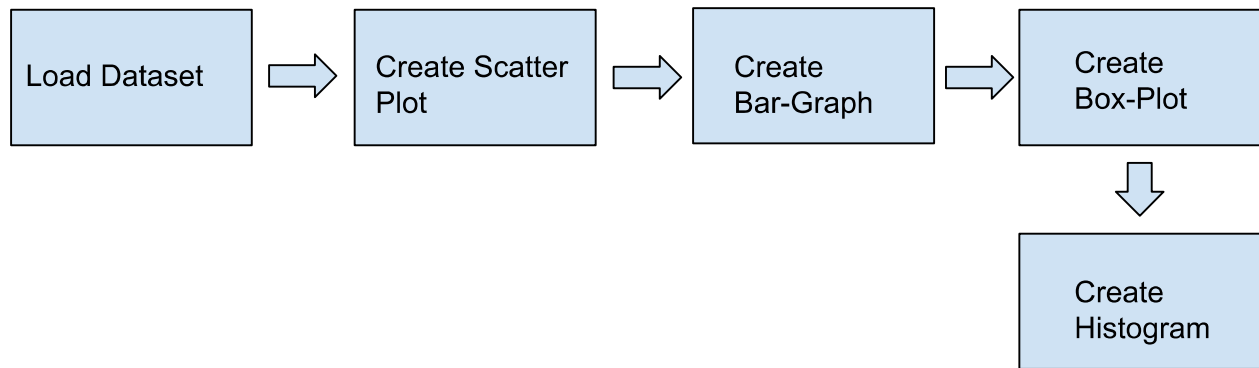 Load Dataset
Create Scatter
Plot
Create
Bar-Graph
Create
Box-Plot
Create
Histogram